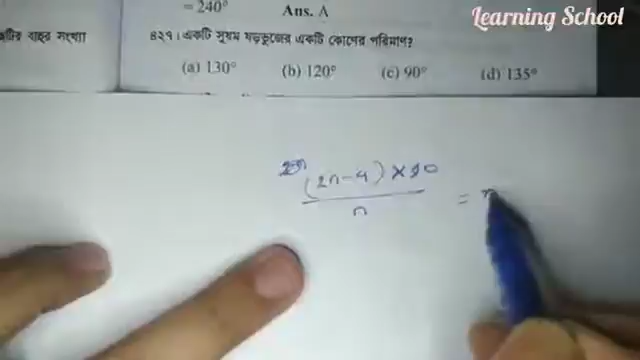 Learning School
= 240° Ans. A
টির বাহুর সংখ্যা
৪২৭। একটি সুষম ষড়ভুজের একটি কোণের পরিমাণ?
(a) 130° (b) 120° (c) 90° (d) 135°
(2n-4) × 90
n
=